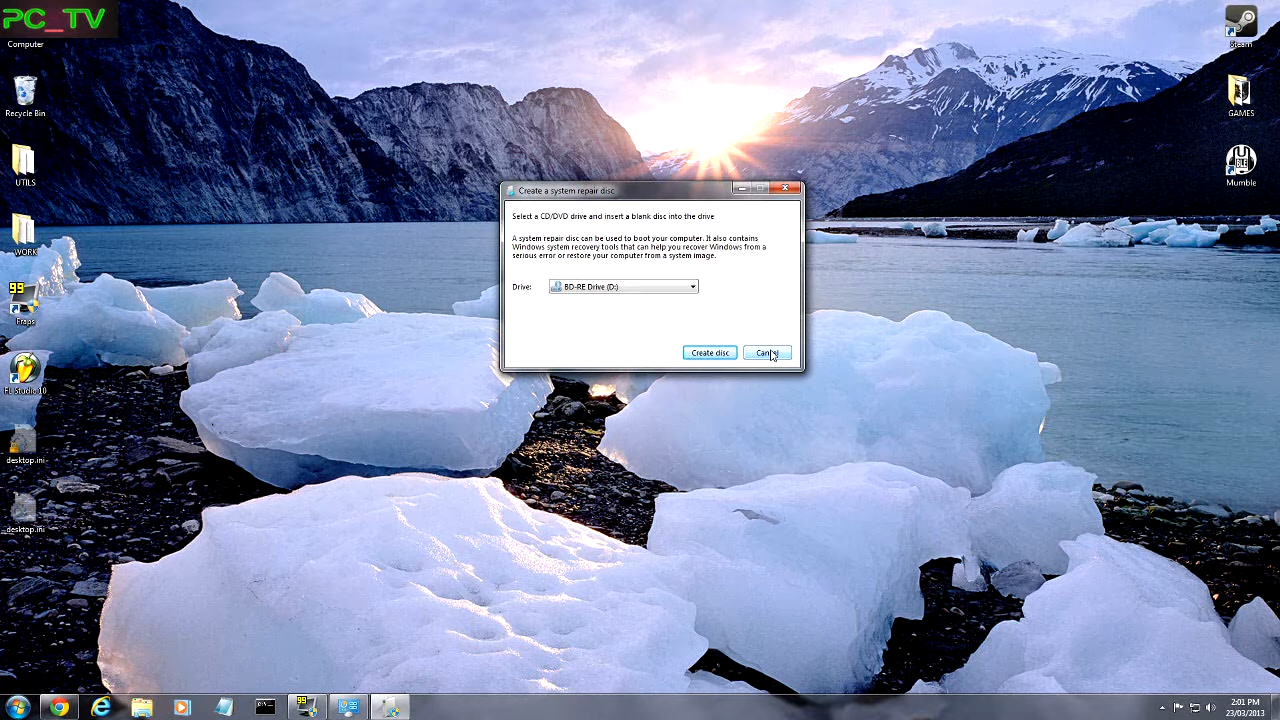 PC_TV
Computer
Recycle Bin
UTILS
WORK
99
Fraps
FL Studio 10
desktop.ini
desktop.ini
Steam
GAMES
BLE
Mumble
Create a system repair disc
Select a CD/DVD drive and insert a blank disc into the drive
A system repair disc can be used to boot your computer. It also contains
Windows system recovery tools that can help you recover Windows from a
serious error or restore your computer from a system image.
Drive: BD-RE Drive (D:)
Create disc
Cancel
99
2:01 PM
23/03/2013